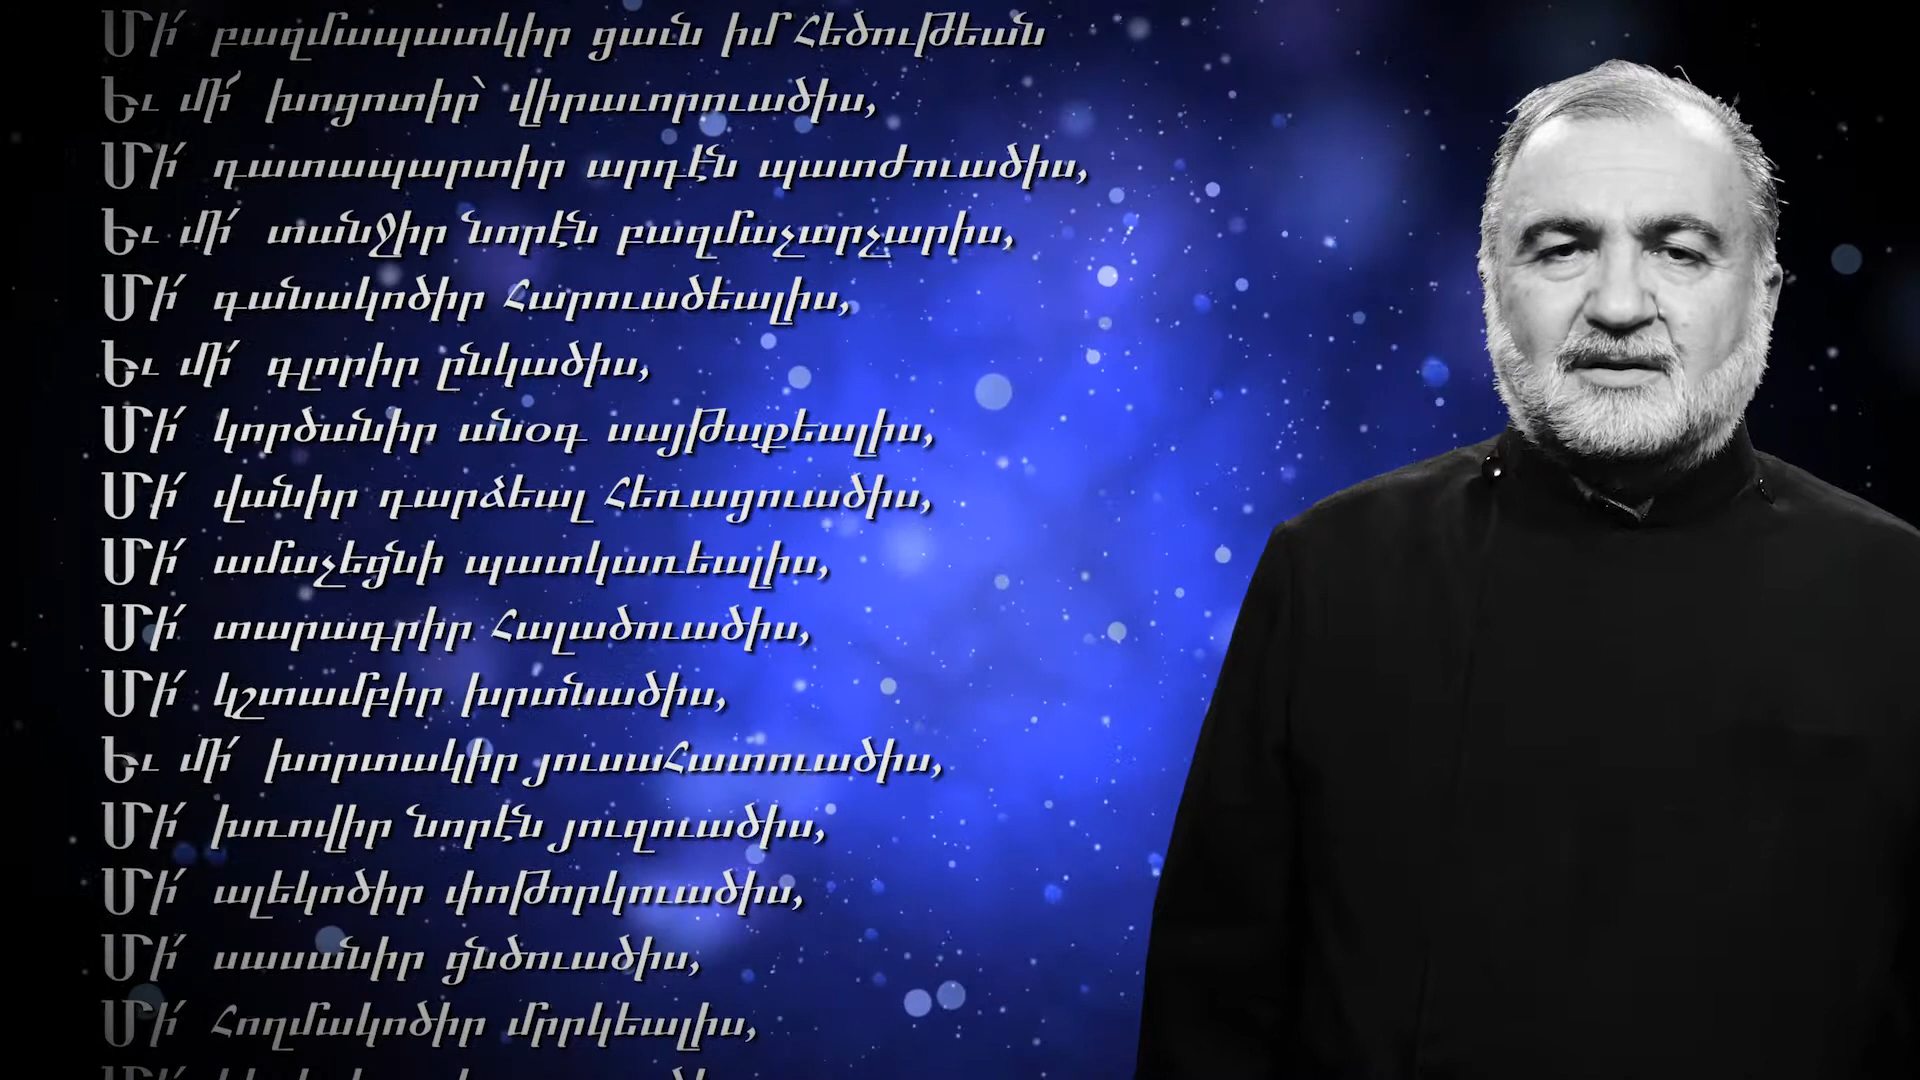 Մի՛ բազմապատկիր ցաւն իմ հեծութեան
Եւ մի՛ խոցոտիր՝ վիրաւորուածիս,
Մի՛ դատապարտիր արդէն պատժուածիս,
Եւ մի՛ տանջիր նորէն բազմաչարչարիս,
Մի՛ գանակոծիր հարուածեալիս,
Եւ մի՛ գլորիր ընկածիս,
Մի՛ կործանիր անօգ սայթաքեալիս,
Մի՛ վանիր դարձեալ հեռացուածիս,
Մի՛ ամաչեցնի պատկառեալիս,
Մի՛ տարագրիր հալածուածիս,
Մի՛ կշտամբիր խրտնածիս,
Եւ մի՛ խորտակիր յուսահատուածիս,
Մի՛ խռովիր նորէն յուզուածիս,
Մի՛ ալեկոծիր փոթորկուածիս,
Մի՛ սասանիր ցնծուածիս,
Մի՛ հողմակոծիր մրրկեալիս,